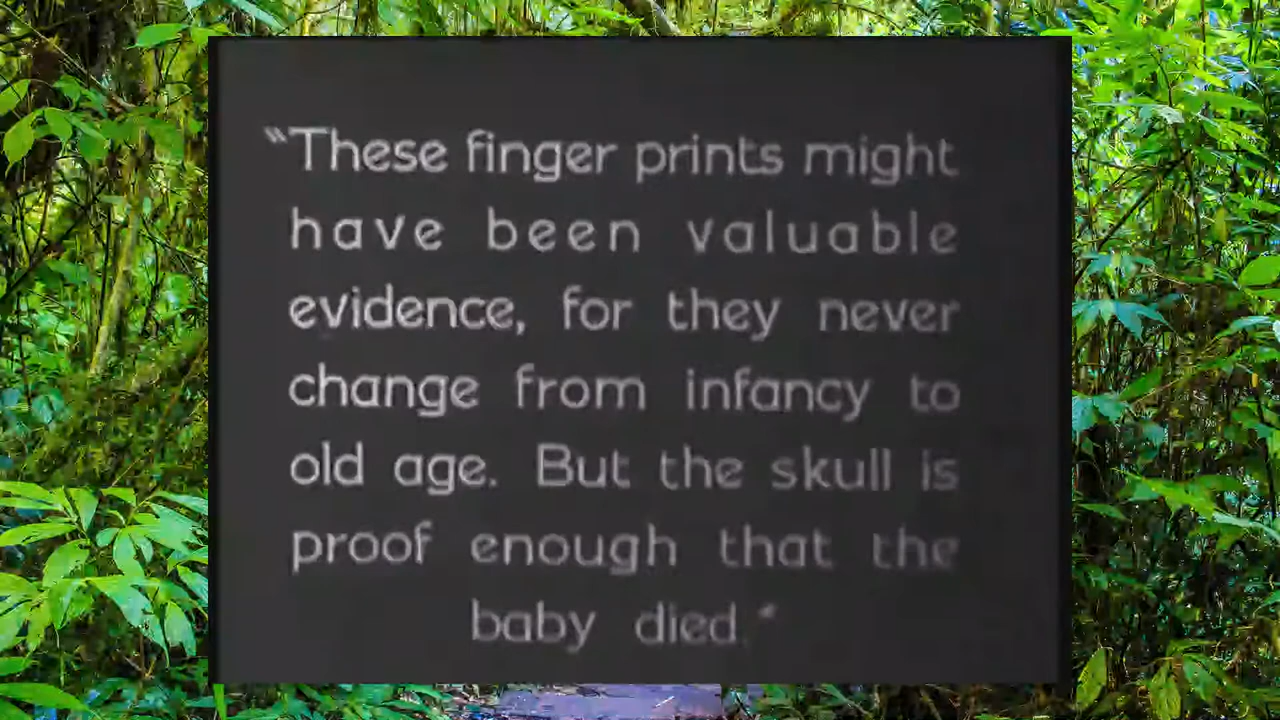 “These finger prints might
have been valuable
evidence, for they never
change from infancy to
old age. But the skull is
proof enough that the
baby died.”